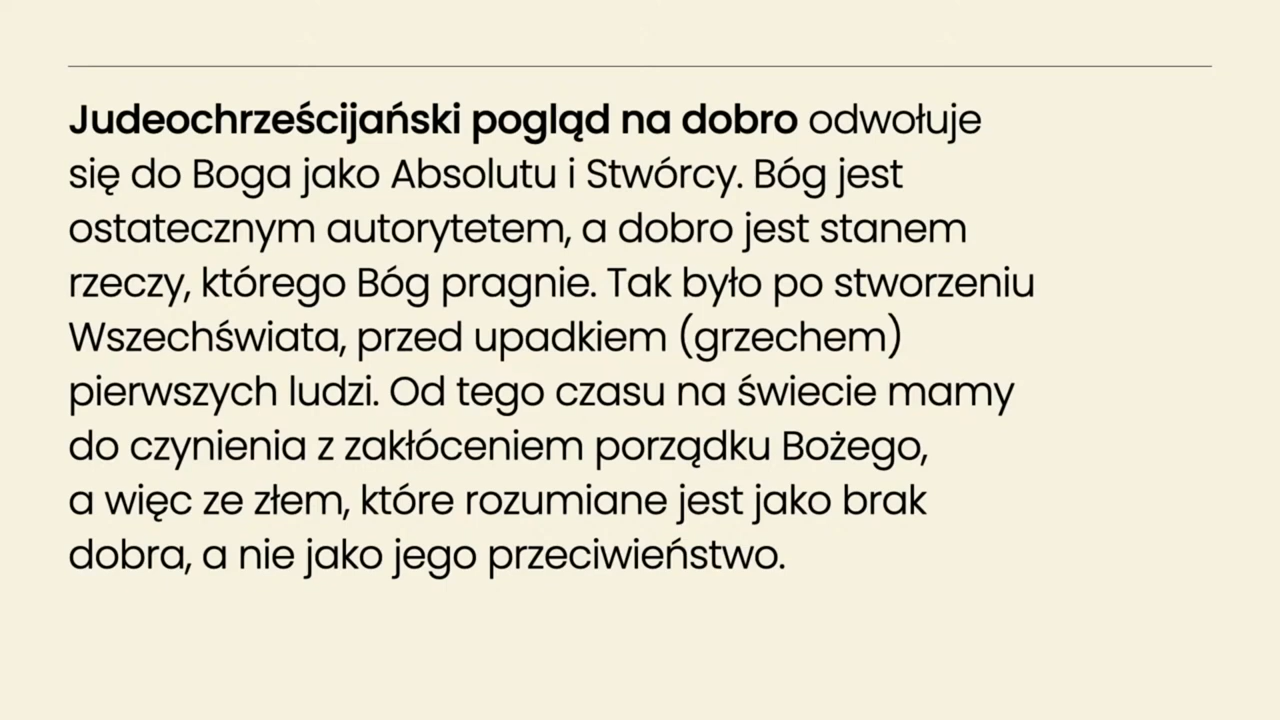 Judeochrześcijański pogląd na dobro odwołuje
się do Boga jako Absolutu i Stwórcy. Bóg jest
ostatecznym autorytetem, a dobro jest stanem
rzeczy, którego Bóg pragnie. Tak było po stworzeniu
Wszechświata, przed upadkiem (grzechem)
pierwszych ludzi. Od tego czasu na świecie mamy
do czynienia z zakłóceniem porządku Bożego,
a więc ze złem, które rozumiane jest jako brak
dobra, a nie jako jego przeciwieństwo.